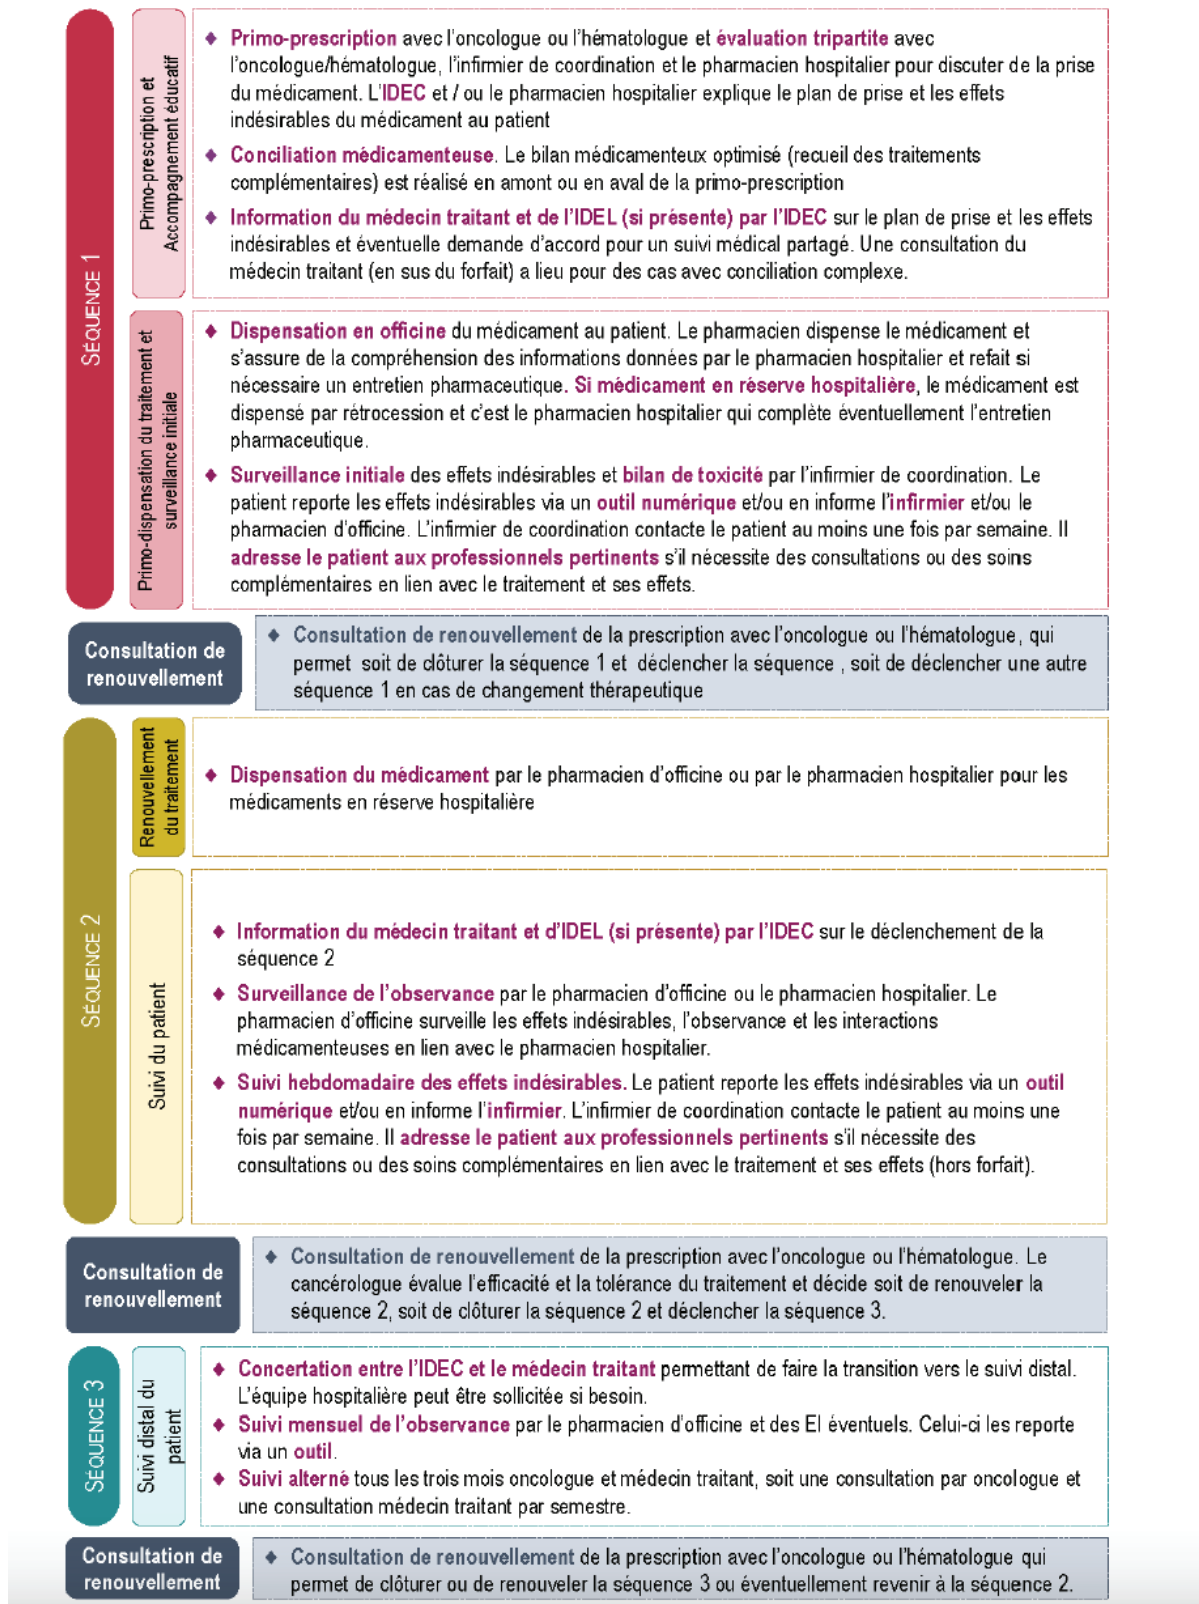 SÉQUENCE 1
Primo-prescription et
Accompagnement éducatif
♦ Primo-prescription avec l'oncologue ou l'hématologue et évaluation tripartite avec
l'oncologue/hématologue, l'infirmier de coordination et le pharmacien hospitalier pour discuter de la prise
du médicament. L'IDEC et / ou le pharmacien hospitalier explique le plan de prise et les effets
indésirables du médicament au patient
♦ Conciliation médicamenteuse. Le bilan médicamenteux optimisé (recueil des traitements
complémentaires) est réalisé en amont ou en aval de la primo-prescription
♦ Information du médecin traitant et de l'IDEL (si présente) par l'IDEC sur le plan de prise et les effets
indésirables et éventuelle demande d'accord pour un suivi médical partagé. Une consultation du
médecin traitant (en sus du forfait) a lieu pour des cas avec conciliation complexe.
Primo-dispensation du traitement et
surveillance initiale
♦ Dispensation en officine du médicament au patient. Le pharmacien dispense le médicament et
s'assure de la compréhension des informations données par le pharmacien hospitalier et refait si
nécessaire un entretien pharmaceutique. Si médicament en réserve hospitalière, le médicament est
dispensé par rétrocession et c'est le pharmacien hospitalier qui complète éventuellement l'entretien
pharmaceutique.
♦ Surveillance initiale des effets indésirables et bilan de toxicité par l'infirmier de coordination. Le
patient reporte les effets indésirables via un outil numérique et/ou en informe l'infirmier et/ou le
pharmacien d'officine. L'infirmier de coordination contacte le patient au moins une fois par semaine. Il
adresse le patient aux professionnels pertinents s'il nécessite des consultations ou des soins
complémentaires en lien avec le traitement et ses effets.
Consultation de
renouvellement
♦ Consultation de renouvellement de la prescription avec l'oncologue ou l'hématologue, qui
permet soit de clôturer la séquence 1 et déclencher la séquence , soit de déclencher une autre
séquence 1 en cas de changement thérapeutique
SÉQUENCE 2
Renouvellement
du traitement
♦ Dispensation du médicament par le pharmacien d'officine ou par le pharmacien hospitalier pour les
médicaments en réserve hospitalière
Suivi du patient
♦ Information du médecin traitant et d'IDEL (si présente) par l'IDEC sur le déclenchement de la
séquence 2
♦ Surveillance de l'observance par le pharmacien d'officine ou le pharmacien hospitalier. Le
pharmacien d'officine surveille les effets indésirables, l'observance et les interactions
médicamenteuses en lien avec le pharmacien hospitalier.
♦ Suivi hebdomadaire des effets indésirables. Le patient reporte les effets indésirables via un outil
numérique et/ou en informe l'infirmier. L'infirmier de coordination contacte le patient au moins une
fois par semaine. Il adresse le patient aux professionnels pertinents s'il nécessite des
consultations ou des soins complémentaires en lien avec le traitement et ses effets (hors forfait).
Consultation de
renouvellement
♦ Consultation de renouvellement de la prescription avec l'oncologue ou l'hématologue. Le
cancérologue évalue l'efficacité et la tolérance du traitement et décide soit de renouveler la
séquence 2, soit de clôturer la séquence 2 et déclencher la séquence 3.
SÉQUENCE 3
Suivi distal du
patient
♦ Concertation entre l'IDEC et le médecin traitant permettant de faire la transition vers le suivi distal.
L'équipe hospitalière peut être sollicitée si besoin.
♦ Suivi mensuel de l'observance par le pharmacien d'officine et des EI éventuels. Celui-ci les reporte
via un outil.
♦ Suivi alterné tous les trois mois oncologue et médecin traitant, soit une consultation par oncologue et
une consultation médecin traitant par semestre.
Consultation de
renouvellement
♦ Consultation de renouvellement de la prescription avec l'oncologue ou l'hématologue qui
permet de clôturer ou de renouveler la séquence 3 ou éventuellement revenir à la séquence 2.